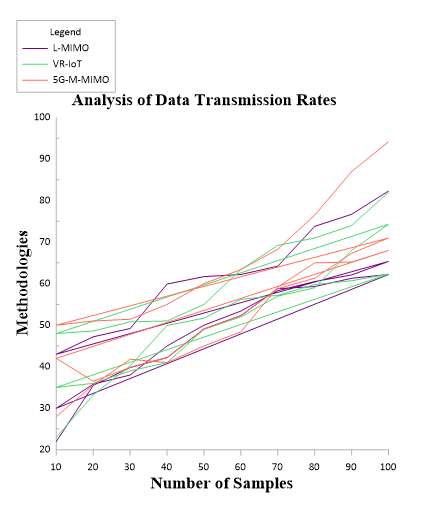 Legend
L-MIMO
VR-IoT
5G-M-MIMO
Analysis of Data Transmission Rates
100
90
80
70
60
50
40
30
20
Methodologies
10 20 30 40 50 60 70 80 90 100
Number of Samples